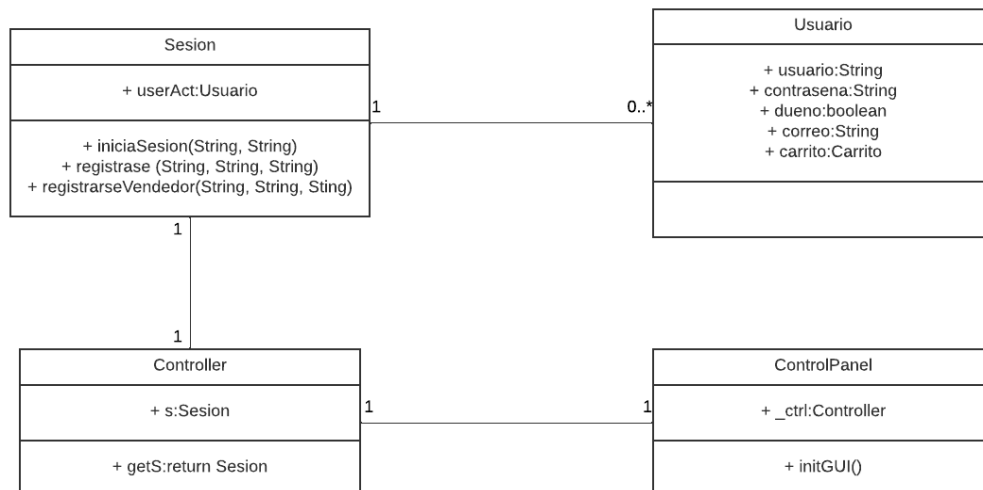 Sesion
+ userAct:Usuario
+ iniciaSesion(String, String)
+ registrase (String, String, String)
+ registrarseVendedor(String, String, Sting)
1
0..*
Usuario
+ usuario:String
+ contrasena:String
+ dueno:boolean
+ correo:String
+ carrito:Carrito
1
1
Controller
+ s:Sesion
+ getS:return Sesion
1
1
ControlPanel
+ _ctrl:Controller
+ initGUI()